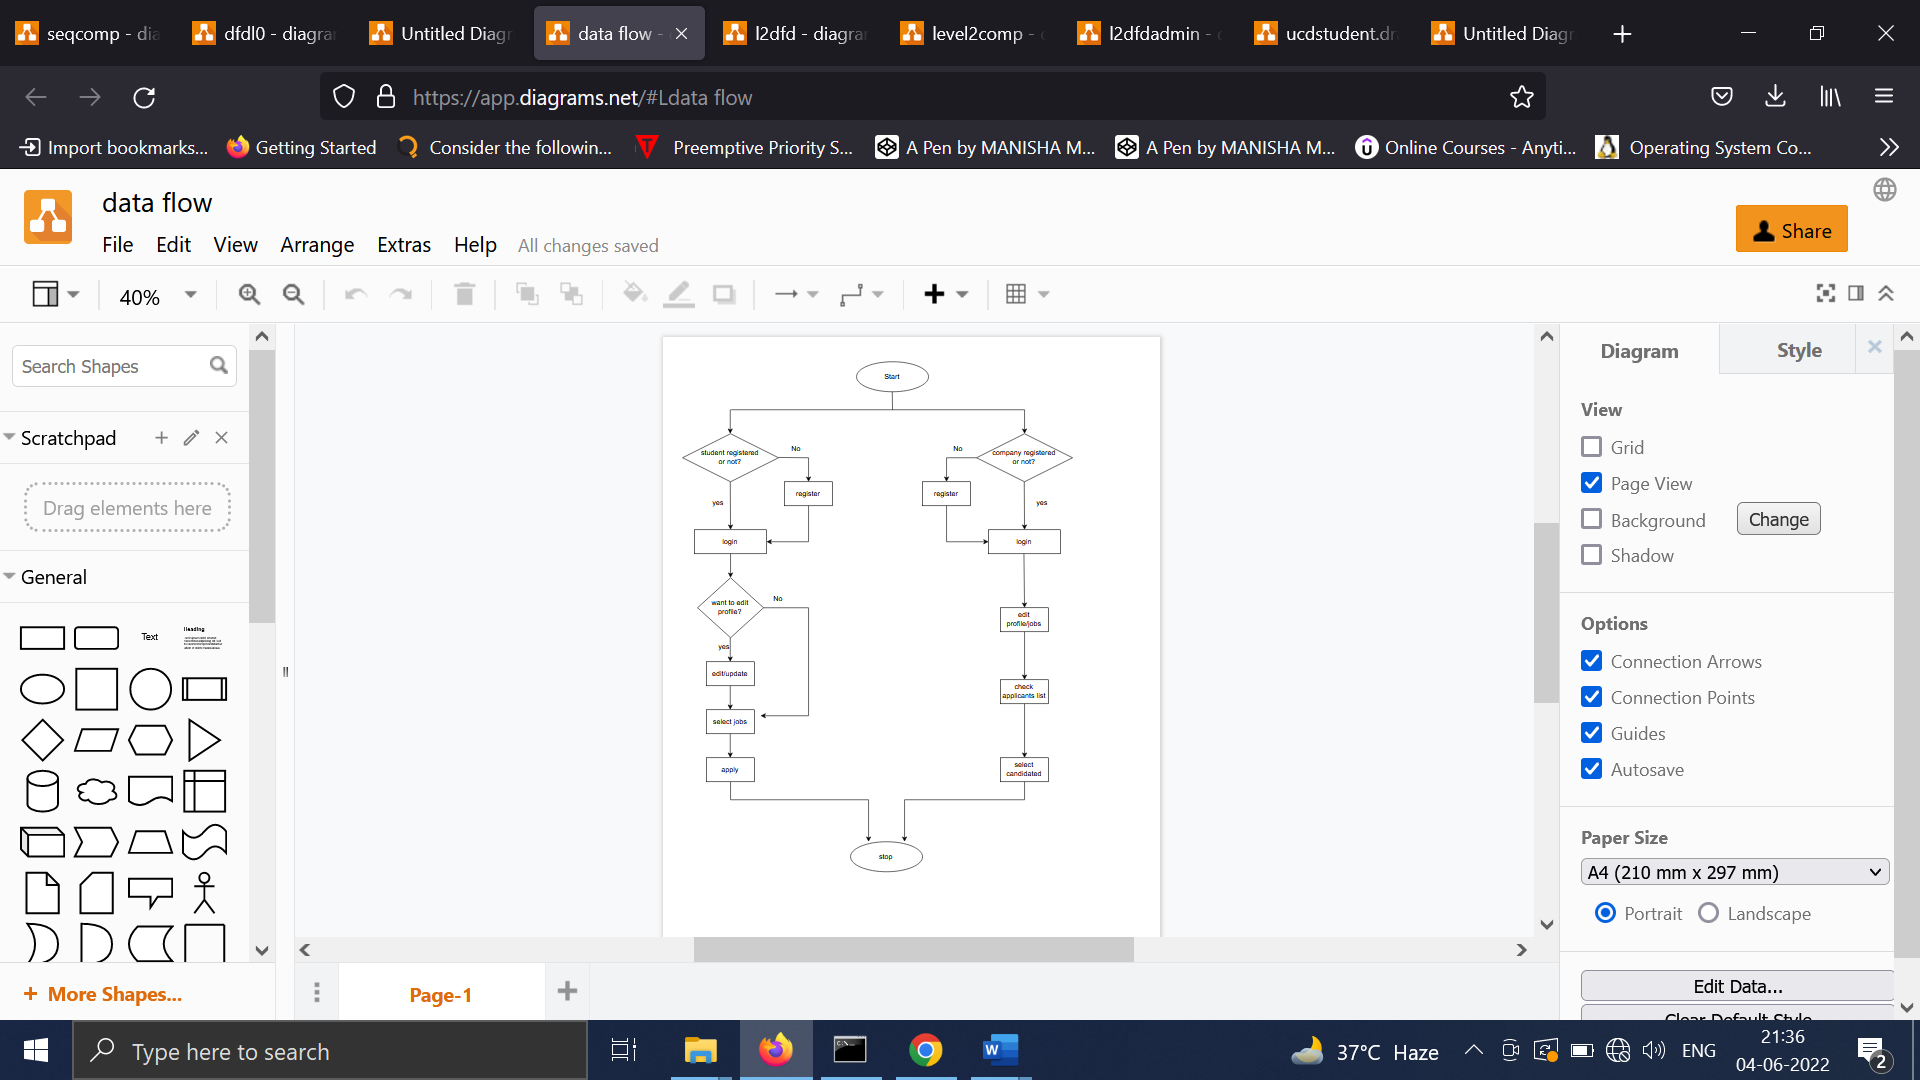 seqcomp - dia
dfdl0 - diagra
Untitled Diagr
data flow -
l2dfd - diagra
level2comp -
l2dfdadmin -
ucdstudent.dr
Untitled Diagr
https://app.diagrams.net/#Ldata flow
Import bookmarks...
Getting Started
Consider the followin...
Preemptive Priority S...
A Pen by MANISHA M...
A Pen by MANISHA M...
Online Courses - Anyti...
Operating System Co...
data flow
File Edit View Arrange Extras Help All changes saved
Share
40%
Search Shapes
Scratchpad
Drag elements here
General
Text
Heading
More Shapes...
Start
student registered
or not?
No
register
yes
login
want to edit
profile?
No
yes
edit/update
select jobs
apply
company registered
or not?
No
register
yes
login
edit
profile/jobs
check
applicants list
select
candidated
stop
Page-1
Diagram
Style
View
Grid
Page View
Background
Change
Shadow
Options
Connection Arrows
Connection Points
Guides
Autosave
Paper Size
A4 (210 mm x 297 mm)
Portrait Landscape
Edit Data...
Clear Default Style
Type here to search
W
37°C Haze
ENG
21:36
04-06-2022
2